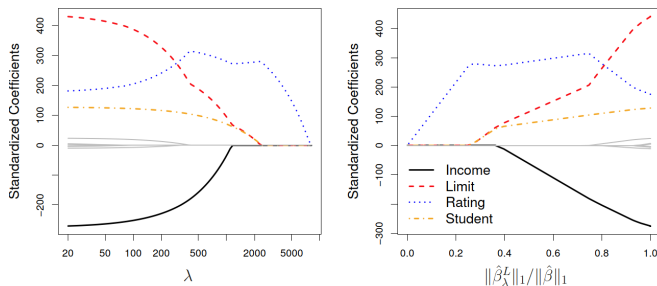 Standardized Coefficients
400
300
200
100
0
−200
20 50 100 200 500 2000 5000
λ
Standardized Coefficients
400
300
200
100
0
−100
−300
Income
Limit
Rating
Student
0.0 0.2 0.4 0.6 0.8 1.0
‖β̂λL‖1/‖β̂‖1